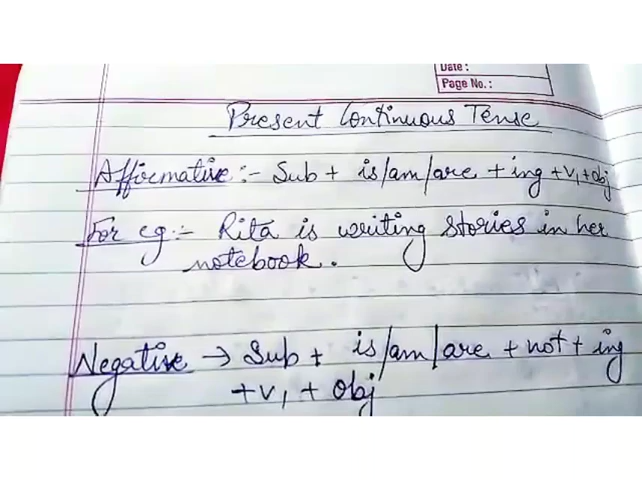 Date :
Page No. :
Present Continuous Tense
Affirmative :- Sub + is/am/are + ing + v1 + obj
For eg :- Rita is writing stories in her
notebook.
Negative → Sub + is/am/are + not + ing
+ v1 + obj